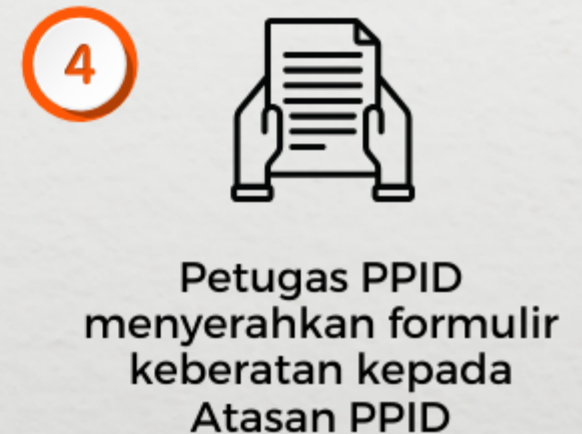 4
Petugas PPID
menyerahkan formulir
keberatan kepada
Atasan PPID